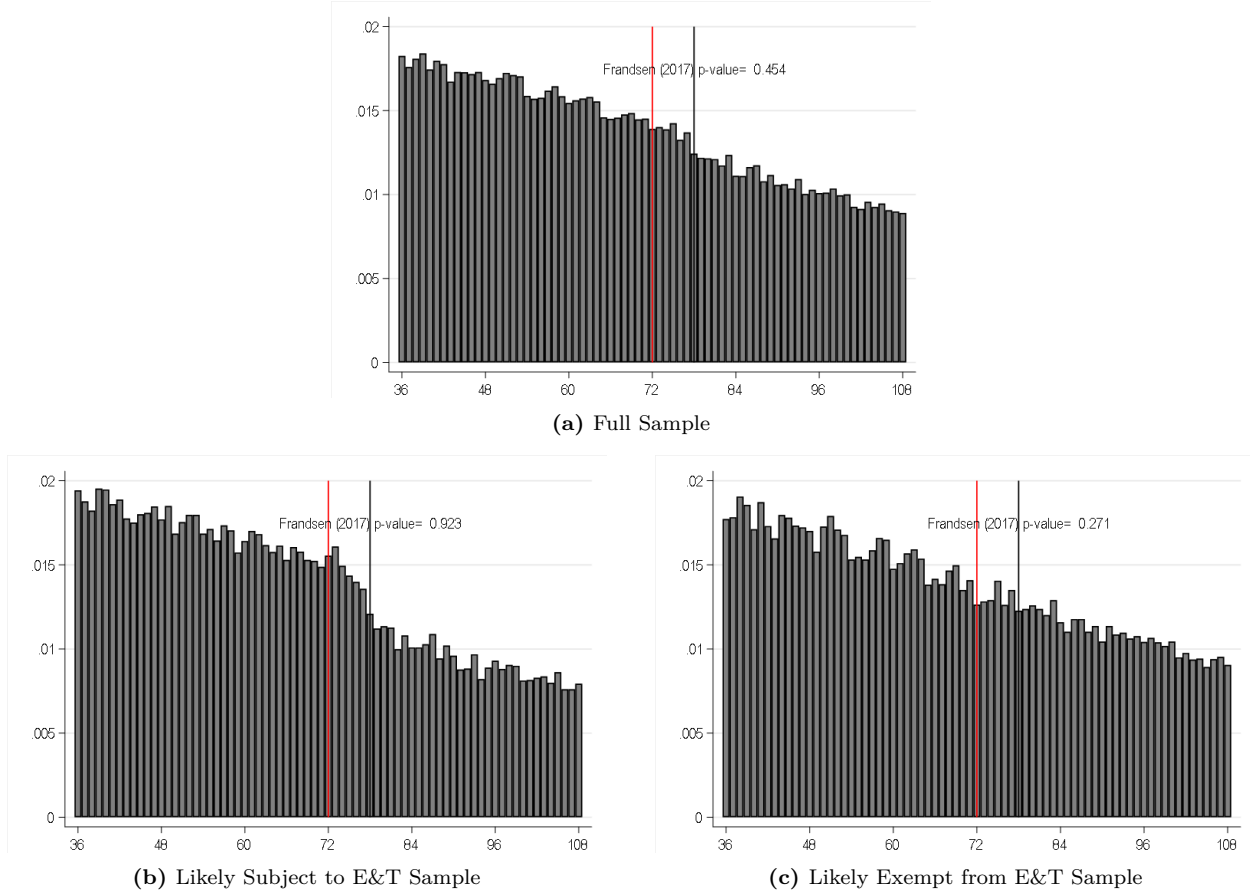 .02
Frandsen (2017) p-value= 0.454
.015
.01
.005
0
36 48 60 72 84 96 108
(a) Full Sample
.02
Frandsen (2017) p-value= 0.923
.015
.01
.005
0
36 48 60 72 84 96 108
(b) Likely Subject to E&T Sample
.02
Frandsen (2017) p-value= 0.271
.015
.01
.005
0
36 48 60 72 84 96 108
(c) Likely Exempt from E&T Sample